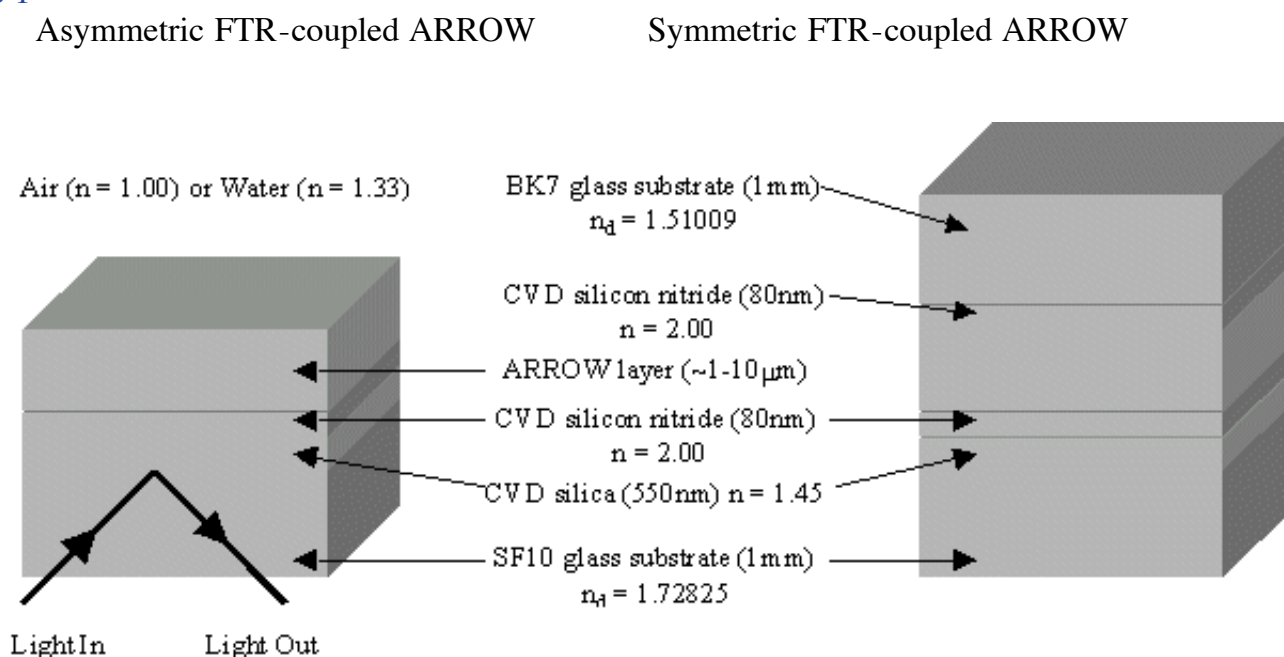 Asymmetric FTR-coupled ARROW
Symmetric FTR-coupled ARROW
Air (n = 1.00) or Water (n = 1.33)
BK7 glass substrate (1mm)
nd = 1.51009
CVD silicon nitride (80nm)
n = 2.00
ARROW layer (~1-10μm)
CVD silicon nitride (80nm)
n = 2.00
CVD silica (550nm) n = 1.45
SF10 glass substrate (1mm)
nd = 1.72825
Light In
Light Out